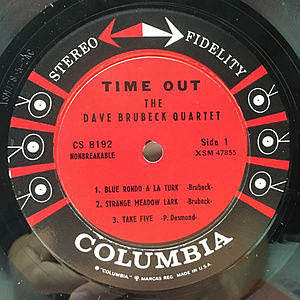 STEREO FIDELITY
TIME OUT
THE
DAVE BRUBECK QUARTET
CS 8192 Side 1
NONBREAKABLE XSM 47855
1. BLUE RONDO A LA TURK -Brubeck-
2. STRANGE MEADOW LARK -Brubeck-
3. TAKE FIVE -P. Desmond-
COLUMBIA
® "COLUMBIA" MARCAS REG. MADE IN U.S.A.